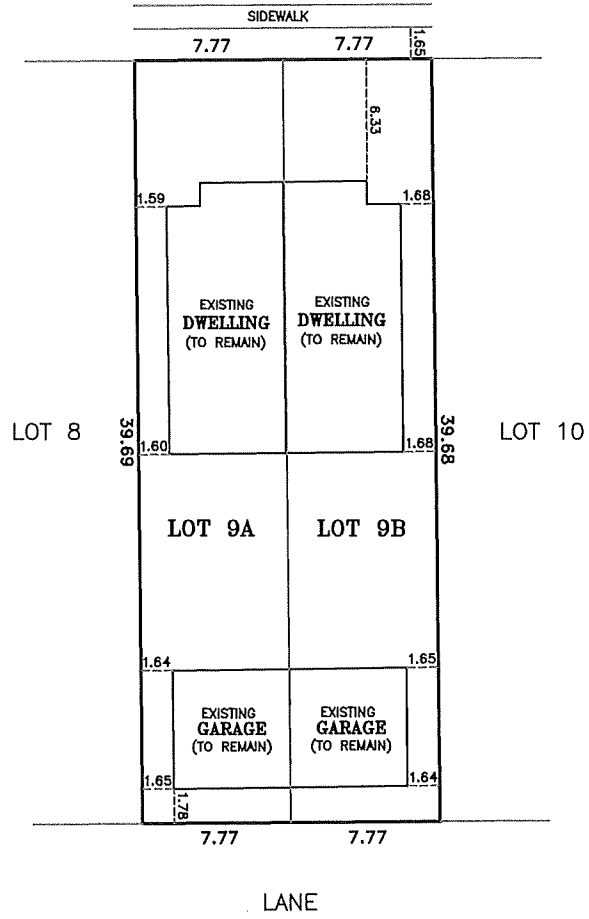 SIDEWALK
7.77 7.77 1.65
6.33
1.59 1.68
EXISTING
DWELLING
(TO REMAIN)
EXISTING
DWELLING
(TO REMAIN)
LOT 8 39.69 39.68 LOT 10
1.60 1.68
LOT 9A LOT 9B
1.64 1.65
EXISTING
GARAGE
(TO REMAIN)
EXISTING
GARAGE
(TO REMAIN)
1.65 1.64
1.78
7.77 7.77
LANE